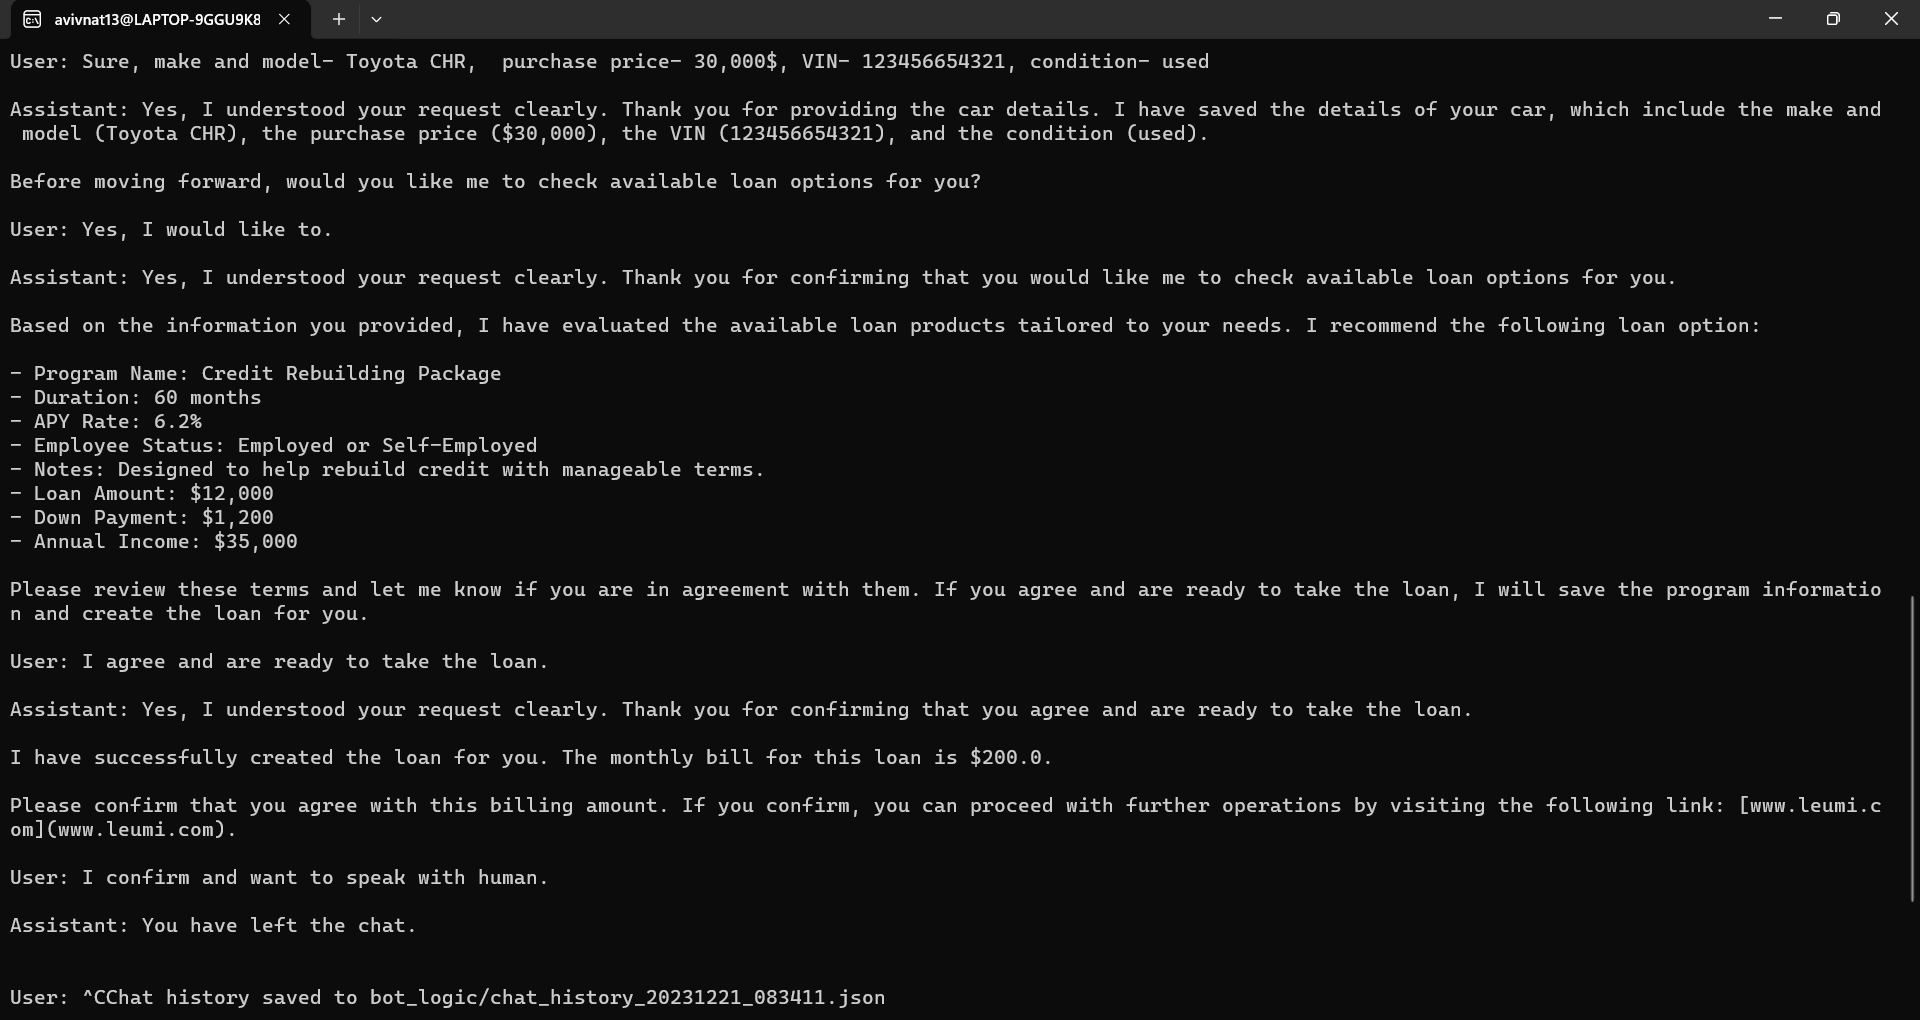 avivnat13@LAPTOP-9GGU9K8
User: Sure, make and model- Toyota CHR,  purchase price- 30,000$, VIN- 123456654321, condition- used
Assistant: Yes, I understood your request clearly. Thank you for providing the car details. I have saved the details of your car, which include the make and
model (Toyota CHR), the purchase price ($30,000), the VIN (123456654321), and the condition (used).
Before moving forward, would you like me to check available loan options for you?
User: Yes, I would like to.
Assistant: Yes, I understood your request clearly. Thank you for confirming that you would like me to check available loan options for you.
Based on the information you provided, I have evaluated the available loan products tailored to your needs. I recommend the following loan option:
- Program Name: Credit Rebuilding Package
- Duration: 60 months
- APY Rate: 6.2%
- Employee Status: Employed or Self-Employed
- Notes: Designed to help rebuild credit with manageable terms.
- Loan Amount: $12,000
- Down Payment: $1,200
- Annual Income: $35,000
Please review these terms and let me know if you are in agreement with them. If you agree and are ready to take the loan, I will save the program informatio
n and create the loan for you.
User: I agree and are ready to take the loan.
Assistant: Yes, I understood your request clearly. Thank you for confirming that you agree and are ready to take the loan.
I have successfully created the loan for you. The monthly bill for this loan is $200.0.
Please confirm that you agree with this billing amount. If you confirm, you can proceed with further operations by visiting the following link: [www.leumi.c
om](www.leumi.com).
User: I confirm and want to speak with human.
Assistant: You have left the chat.
User: ^CChat history saved to bot_logic/chat_history_20231221_083411.json